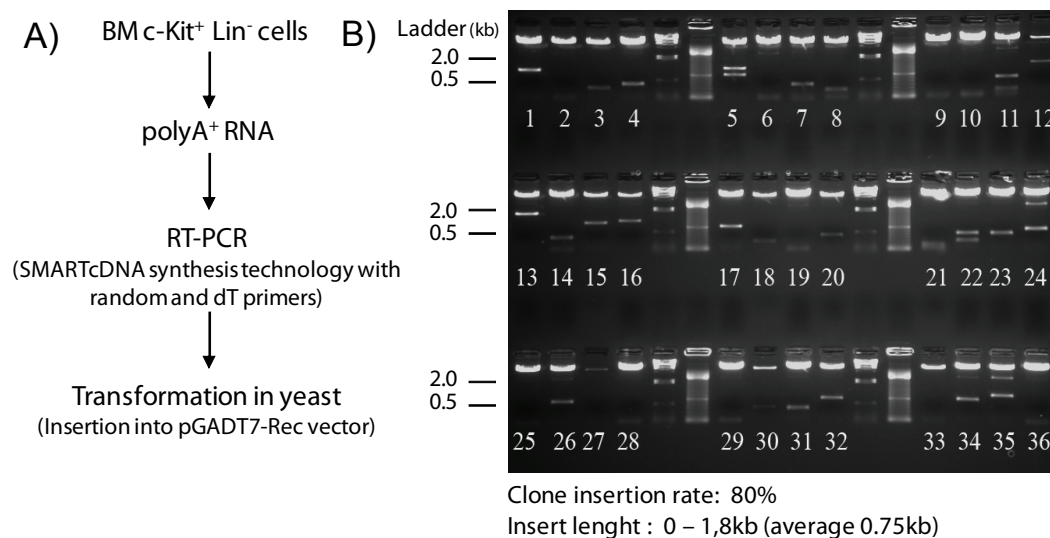 A)
BM c-Kit⁺ Lin⁻ cells
polyA⁺ RNA
RT-PCR
(SMARTcDNA synthesis technology with
random and dT primers)
Transformation in yeast
(Insertion into pGADT7-Rec vector)
B)
Ladder (kb)
2.0
0.5
1 2 3 4 5 6 7 8 9 10 11 12
2.0
0.5
13 14 15 16 17 18 19 20 21 22 23 24
2.0
0.5
25 26 27 28 29 30 31 32 33 34 35 36
Clone insertion rate: 80%
Insert lenght : 0 – 1,8kb (average 0.75kb)